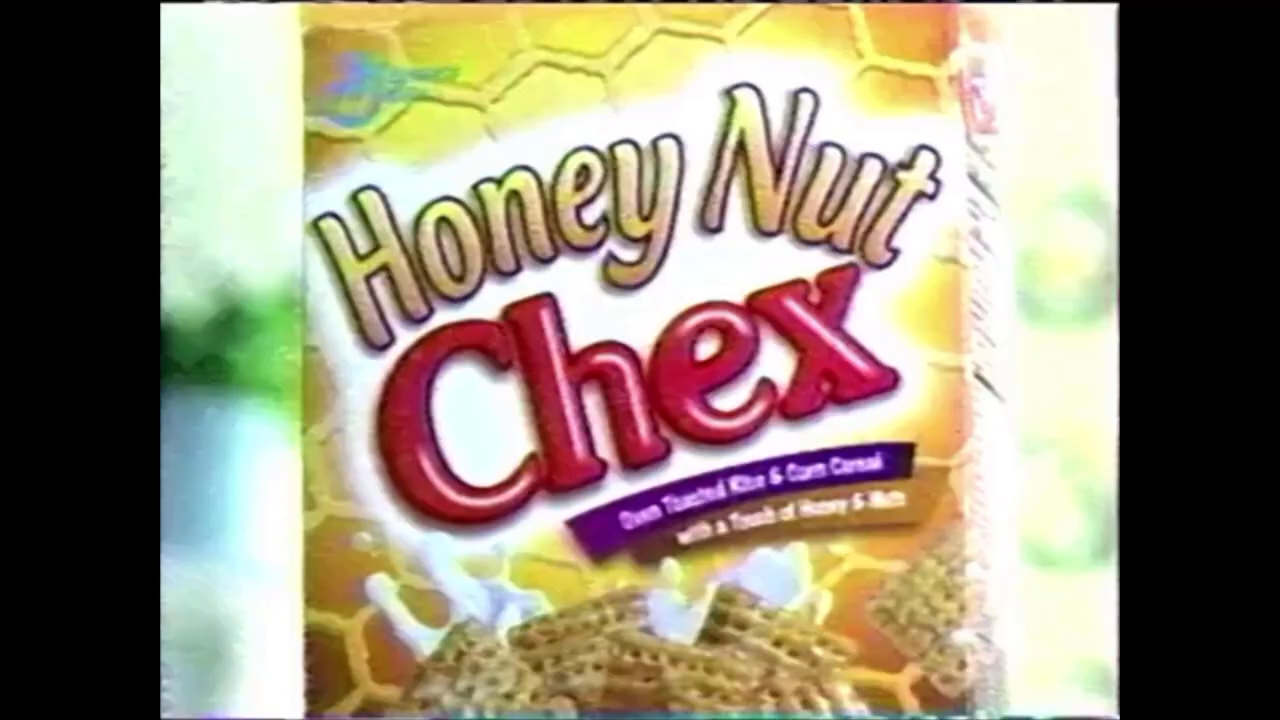 Honey Nut
Chex
Oven Toasted Rice & Corn Cereal
with a Touch of Honey & Nuts